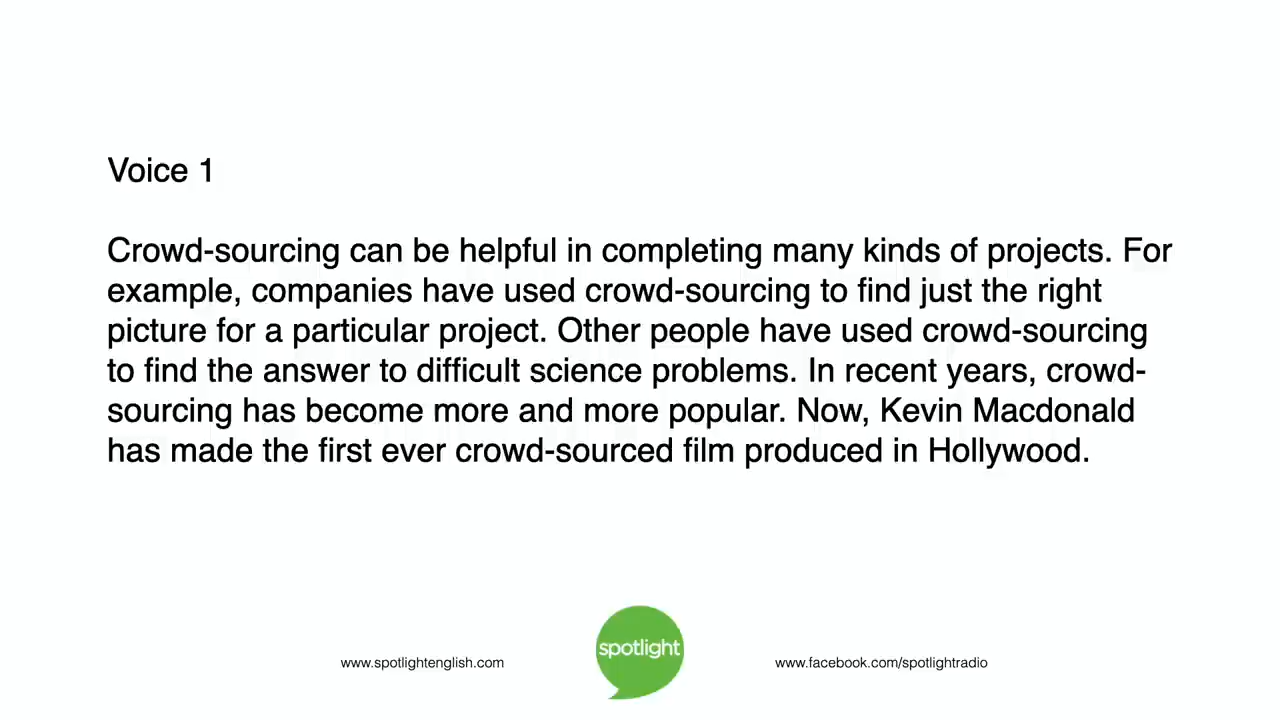 Voice 1
Crowd-sourcing can be helpful in completing many kinds of projects. For
example, companies have used crowd-sourcing to find just the right
picture for a particular project. Other people have used crowd-sourcing
to find the answer to difficult science problems. In recent years, crowd-
sourcing has become more and more popular. Now, Kevin Macdonald
has made the first ever crowd-sourced film produced in Hollywood.
www.spotlightenglish.com
spotlight
www.facebook.com/spotlightradio